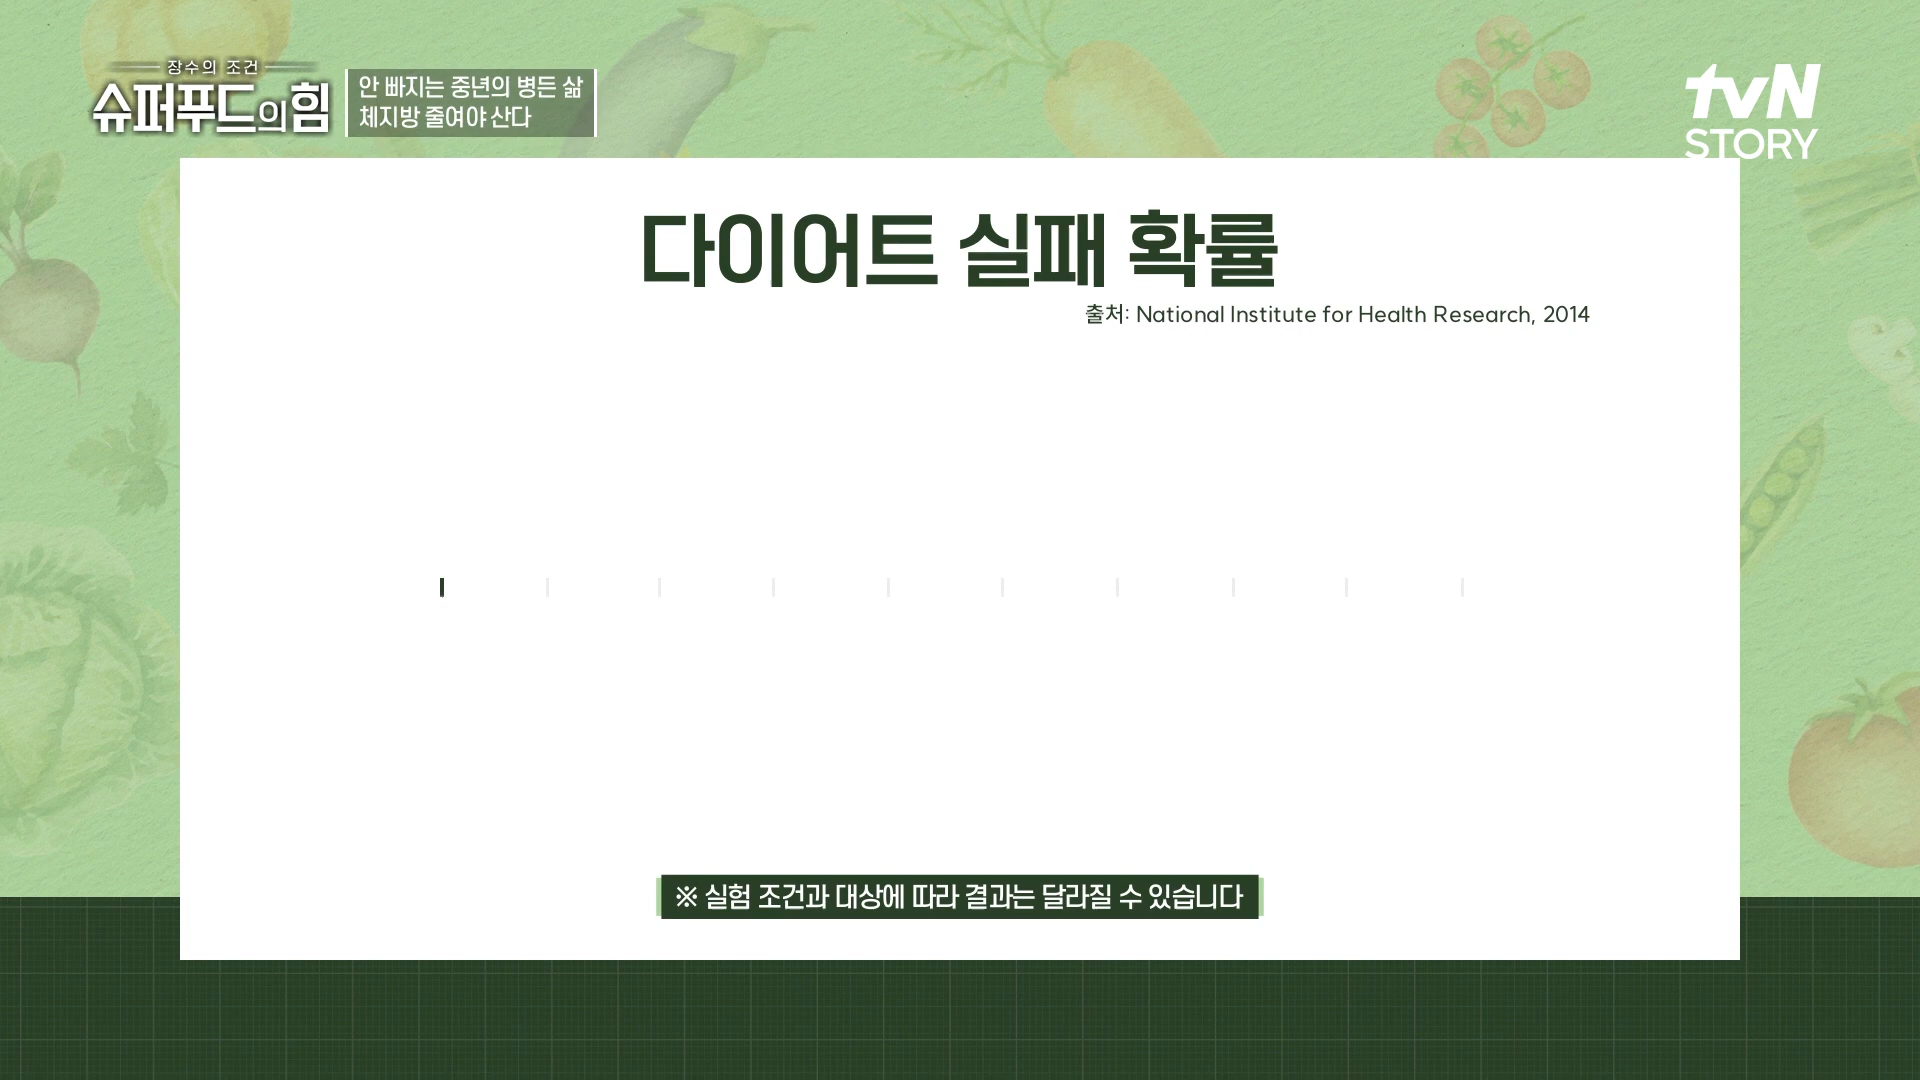 장수의 조건
슈퍼푸드의 힘
안 빠지는 중년의 병든 삶
체지방 줄여야 산다
tvN
STORY
다이어트 실패 확률
출처: National Institute for Health Research, 2014
※ 실험 조건과 대상에 따라 결과는 달라질 수 있습니다